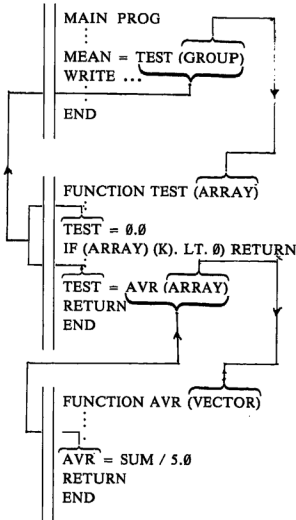 MAIN PROG
MEAN = TEST (GROUP)
WRITE ...
END
FUNCTION TEST (ARRAY)
TEST = 0.0
IF (ARRAY) (K). LT. 0) RETURN
TEST = AVR (ARRAY)
RETURN
END
FUNCTION AVR (VECTOR)
AVR = SUM / 5.0
RETURN
END